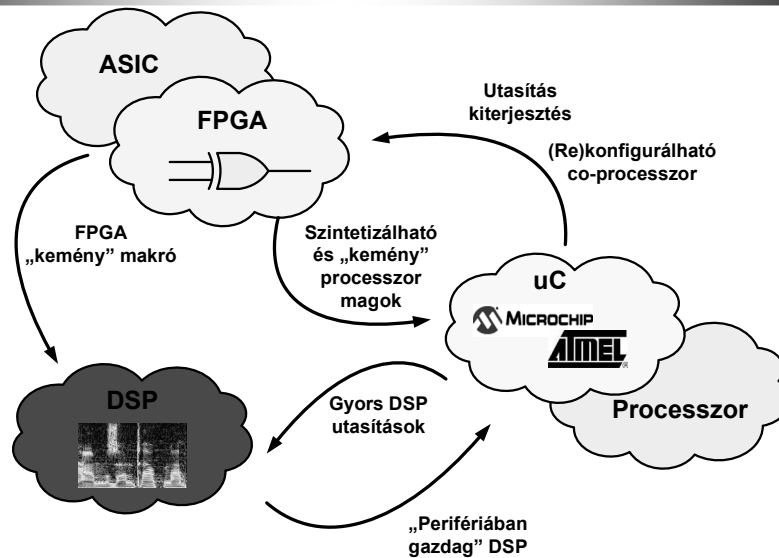 ASIC
FPGA
Utasítás
kiterjesztés
(Re)konfigurálható
co-processzor
FPGA
„kemény” makró
Szintetizálható
és „kemény”
processzor
magok
uC
MICROCHIP
ATMEL
®
Processzor
DSP
Gyors DSP
utasítások
„Perifériában
gazdag” DSP